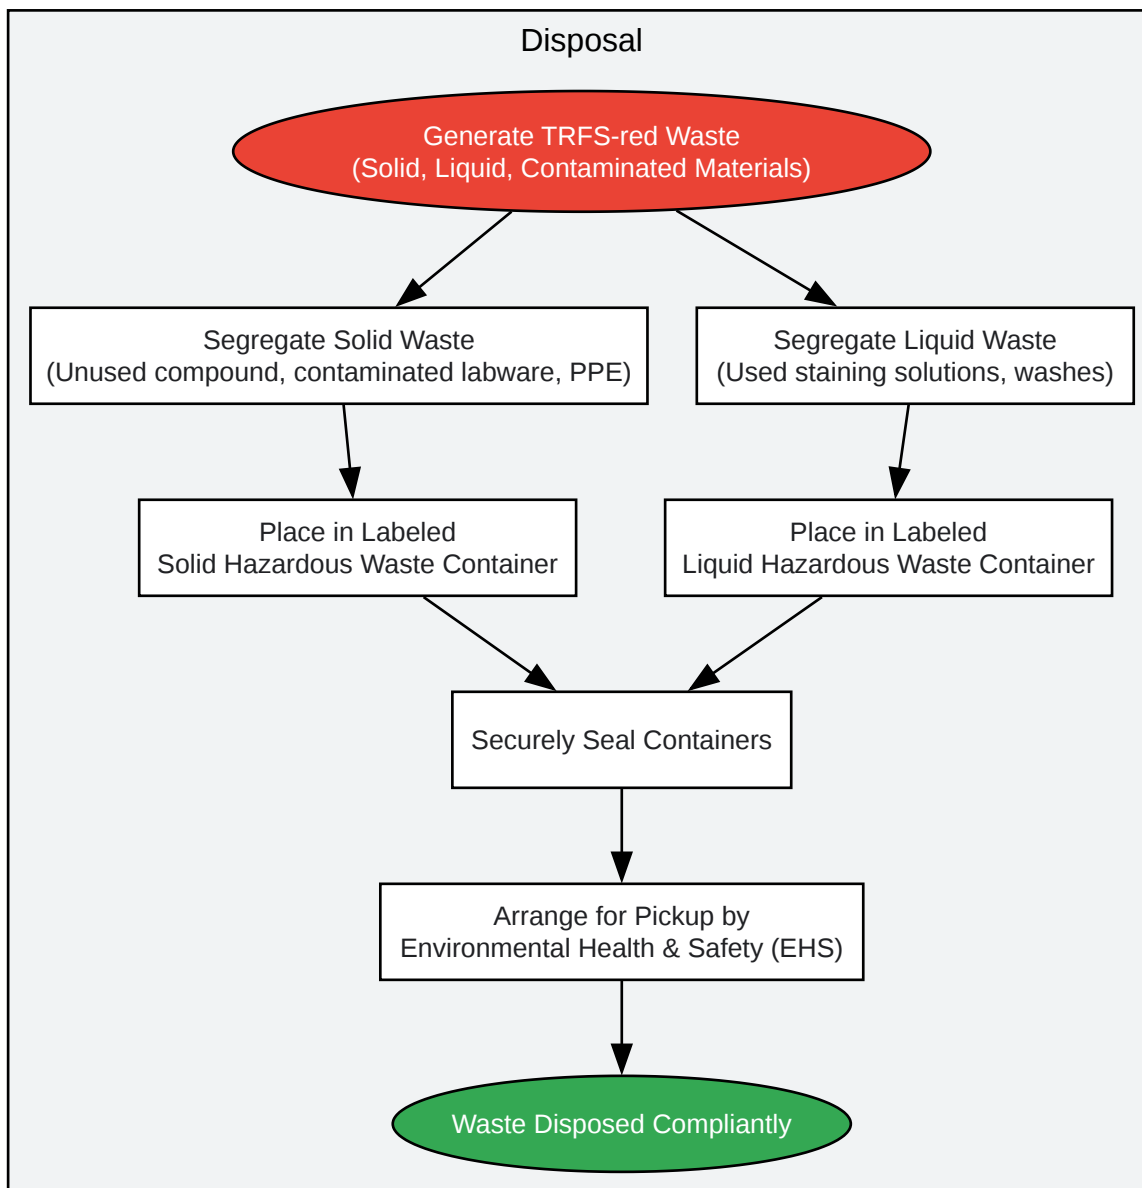 Disposal
Generate TRFS-red Waste
(Solid, Liquid, Contaminated Materials)
Segregate Solid Waste
(Unused compound, contaminated labware, PPE)
Segregate Liquid Waste
(Used staining solutions, washes)
Place in Labeled
Solid Hazardous Waste Container
Place in Labeled
Liquid Hazardous Waste Container
Securely Seal Containers
Arrange for Pickup by
Environmental Health & Safety (EHS)
Waste Disposed Compliantly